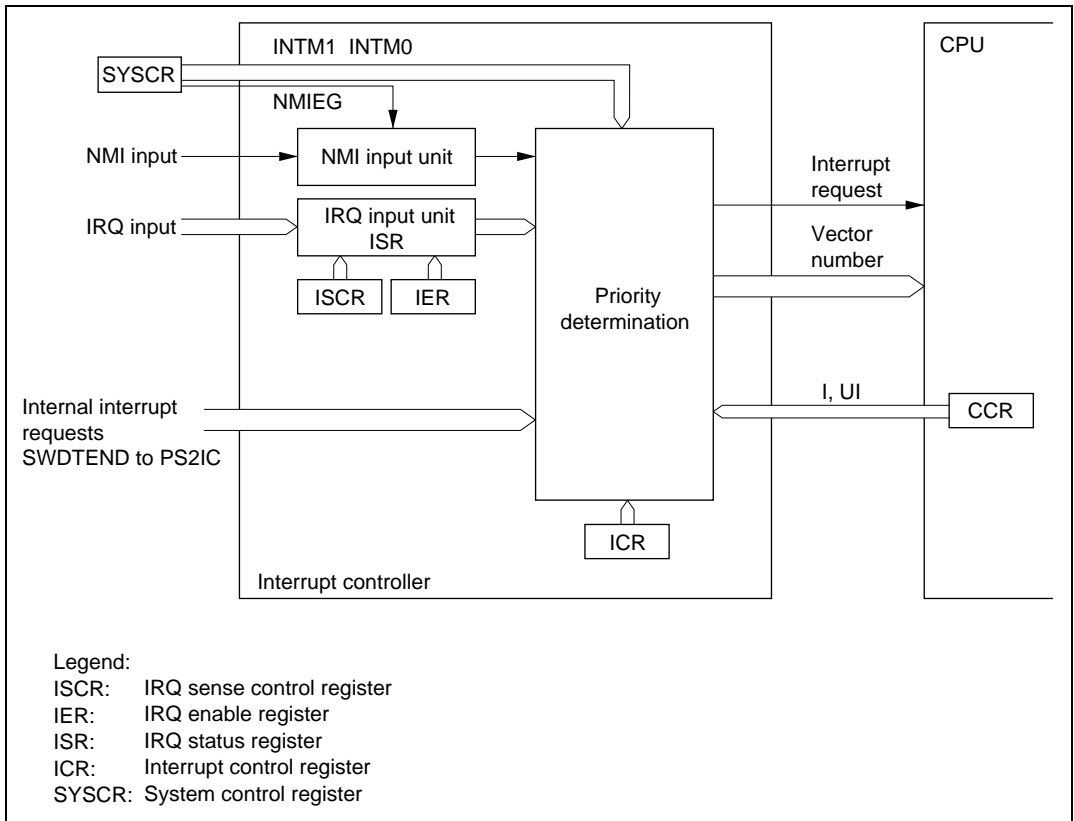 INTM1 INTM0
CPU
SYSCR
NMIEG
NMI input
NMI input unit
Interrupt
request
IRQ input
IRQ input unit
ISR
Vector
number
ISCR
IER
Priority
determination
I, UI
CCR
Internal interrupt
requests
SWDTEND to PS2IC
ICR
Interrupt controller
Legend:
ISCR: IRQ sense control register
IER: IRQ enable register
ISR: IRQ status register
ICR: Interrupt control register
SYSCR: System control register